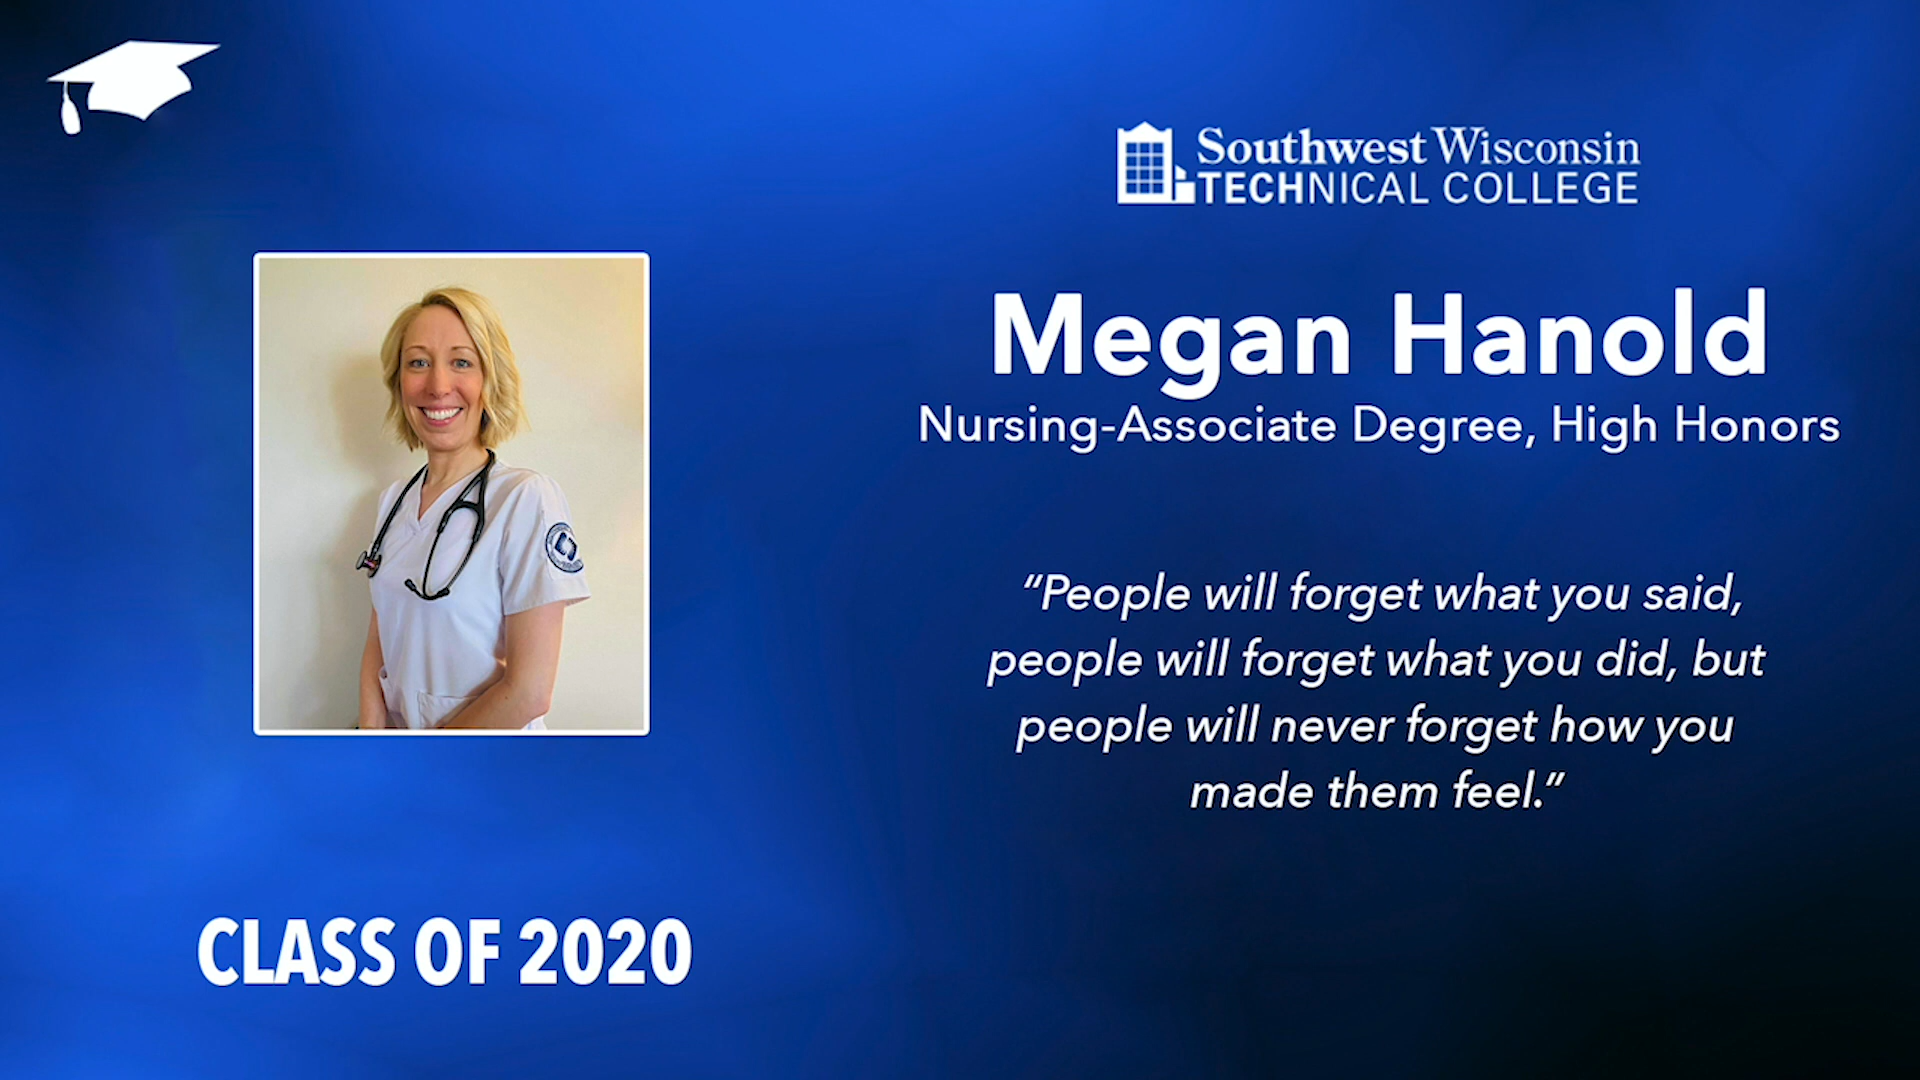 Southwest Wisconsin
TECHNICAL COLLEGE
Megan Hanold
Nursing-Associate Degree, High Honors
“People will forget what you said,
people will forget what you did, but
people will never forget how you
made them feel.”
CLASS OF 2020